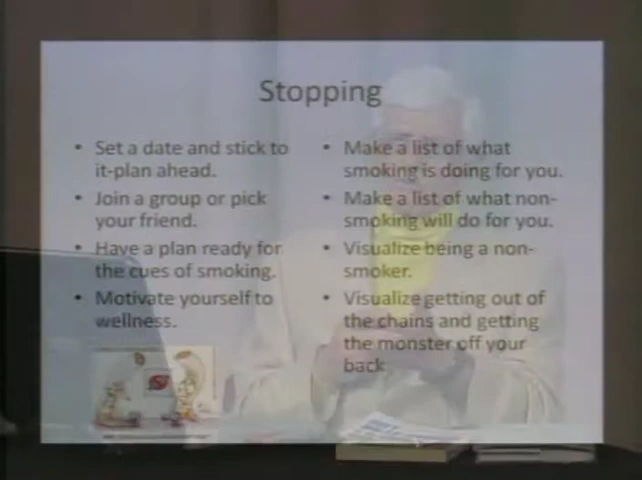 Stopping
• Set a date and stick to
it-plan ahead.
• Join a group or pick
your friend.
• Have a plan ready for
the cues of smoking.
• Motivate yourself to
wellness.
• Make a list of what
smoking is doing for you.
• Make a list of what non-
smoking will do for you.
• Visualize being a non-
smoker.
• Visualize getting out of
the chains and getting
the monster off your
back